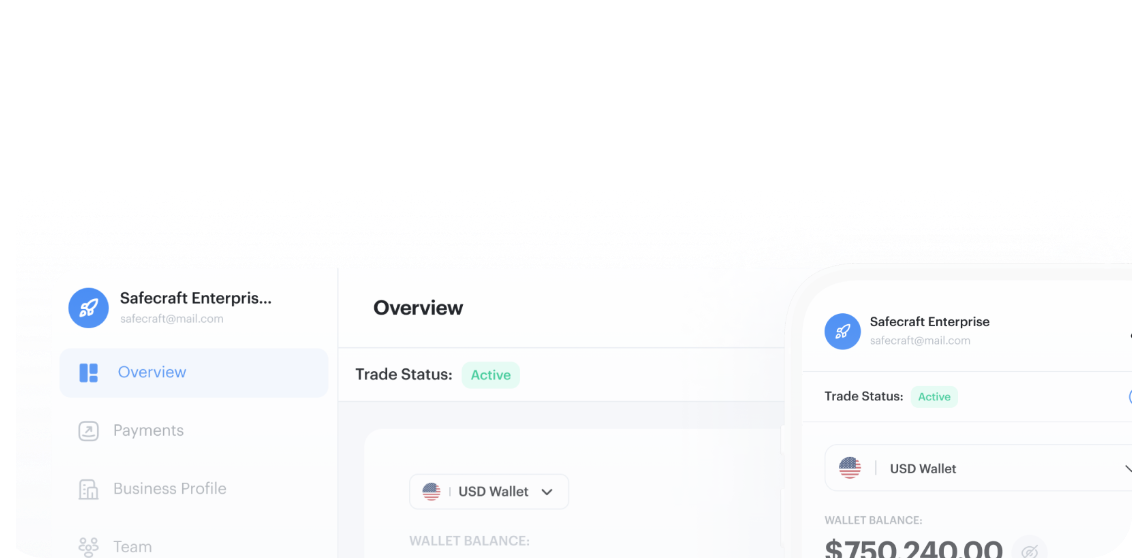 Safecraft Enterpris...
safecraft@mail.com
Overview
Payments
Business Profile
Team
Overview
Trade Status: Active
USD Wallet
WALLET BALANCE:
Safecraft Enterprise
safecraft@mail.com
Trade Status: Active
USD Wallet
WALLET BALANCE:
$750,240.00